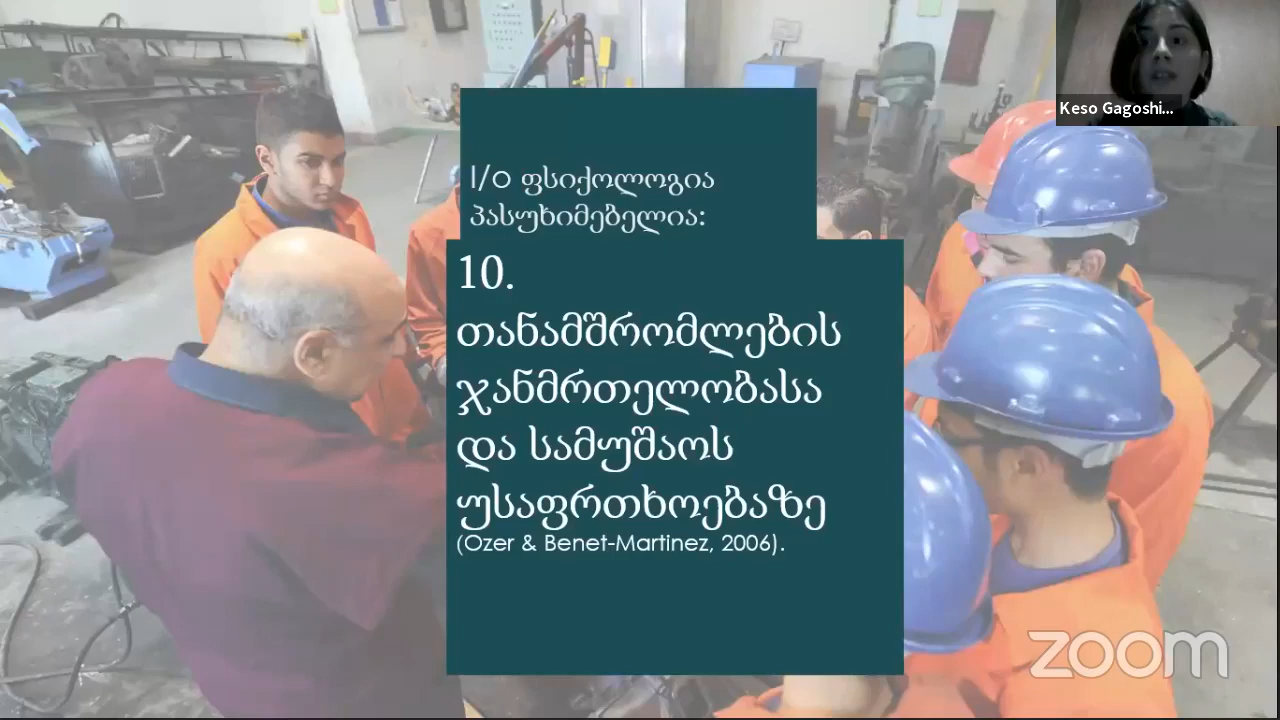 Keso Gagoshi...
I/O ფსიქოლოგია
პასუხიმებელია:
10.
თანამშრომლების
ჯანმრთელობასა
და სამუშაოს
უსაფრთხოებაზე
(Ozer & Benet-Martinez, 2006).
zoom